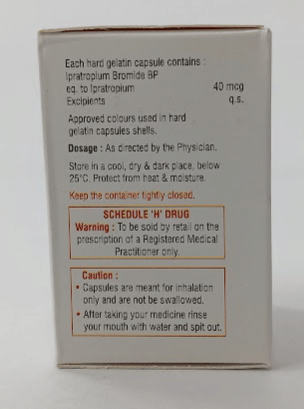 Each hard gelatin capsule contains :
Ipratropium Bromide BP
eq. to Ipratropium 40 mcg
Excipients q.s.
Approved colours used in hard
gelatin capsules shells.
Dosage : As directed by the Physician.
Store in a cool, dry & dark place, below
25°C. Protect from heat & moisture.
Keep the container tightly closed.
SCHEDULE 'H' DRUG
Warning : To be sold by retail on the
prescription of a Registered Medical
Practitioner only.
Caution :
• Capsules are meant for inhalation
only and are not be swallowed.
• After taking your medicine rinse
your mouth with water and spit out.